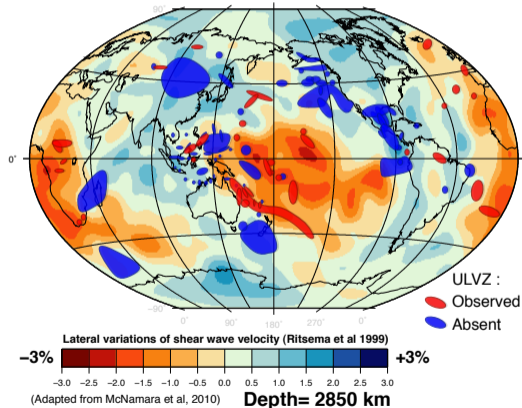 90°
0°
−90°
0° 90° 180° 270° 0°
ULVZ :
Observed
Absent
Lateral variations of shear wave velocity (Ritsema et al 1999)
−3% +3%
−3.0 −2.5 −2.0 −1.5 −1.0 −0.5 0.0 0.5 1.0 1.5 2.0 2.5 3.0
(Adapted from McNamara et al, 2010) Depth= 2850 km